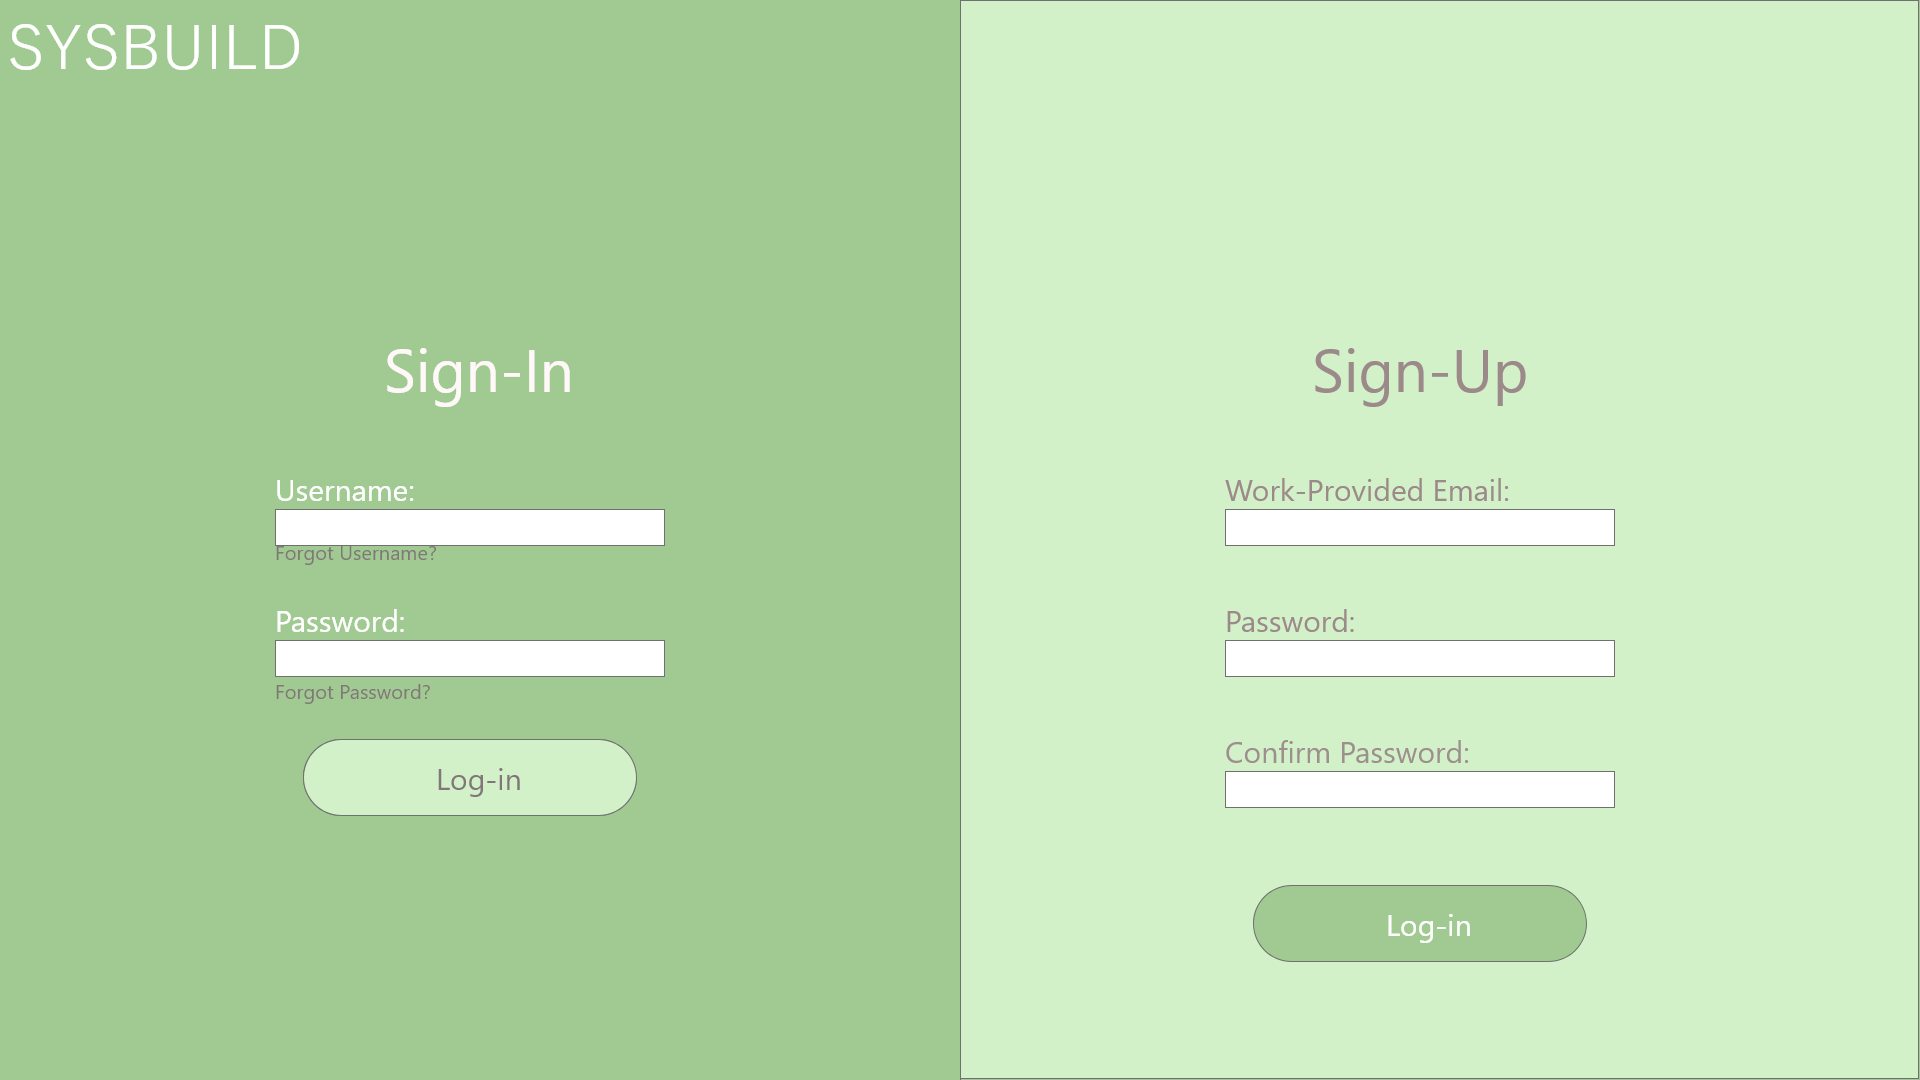 SYSBUILD
Sign-In
Username:
Forgot Username?
Password:
Forgot Password?
Log-in
Sign-Up
Work-Provided Email:
Password:
Confirm Password:
Log-in